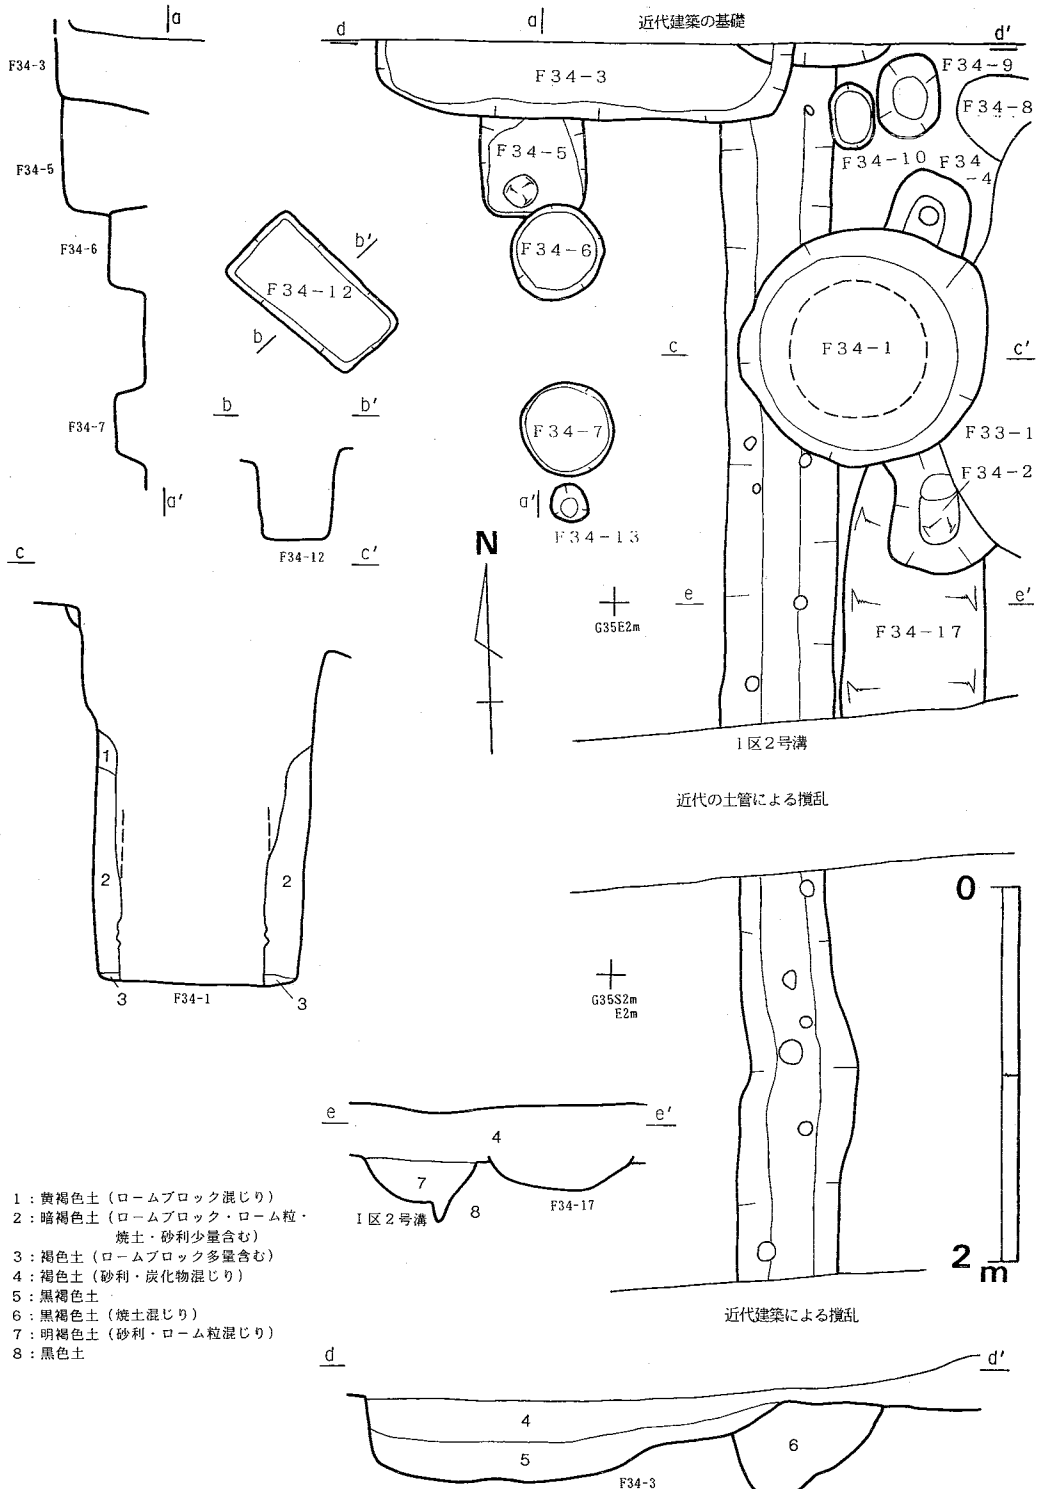 a
a
近代建築の基礎
d
d'
F34-3
F34-3
F34-9
F34-8
F34-5
F34-5
F34-10
F34
-4
F34-6
F34-6
b'
F34-12
b
F34-1
c
c'
b
b'
F34-7
F34-7
F33-1
F34-2
a'
a'
F34-13
F34-12
c
c'
N
e
e'
G35E2m
F34-17
I区2号溝
近代の土管による撹乱
1
2
2
0
3
F34-1
3
G35S2m
E2m
e
e'
4
7
I区2号溝
8
F34-17
1：黄褐色土（ロームブロック混じり）
2：暗褐色土（ロームブロック・ローム粒・
焼土・砂利少量含む）
3：褐色土（ロームブロック多量含む）
4：褐色土（砂利・炭化物混じり）
5：黒褐色土
6：黒褐色土（焼土混じり）
7：明褐色土（砂利・ローム粒混じり）
8：黒色土
2m
近代建築による撹乱
d
d'
4
5
6
F34-3